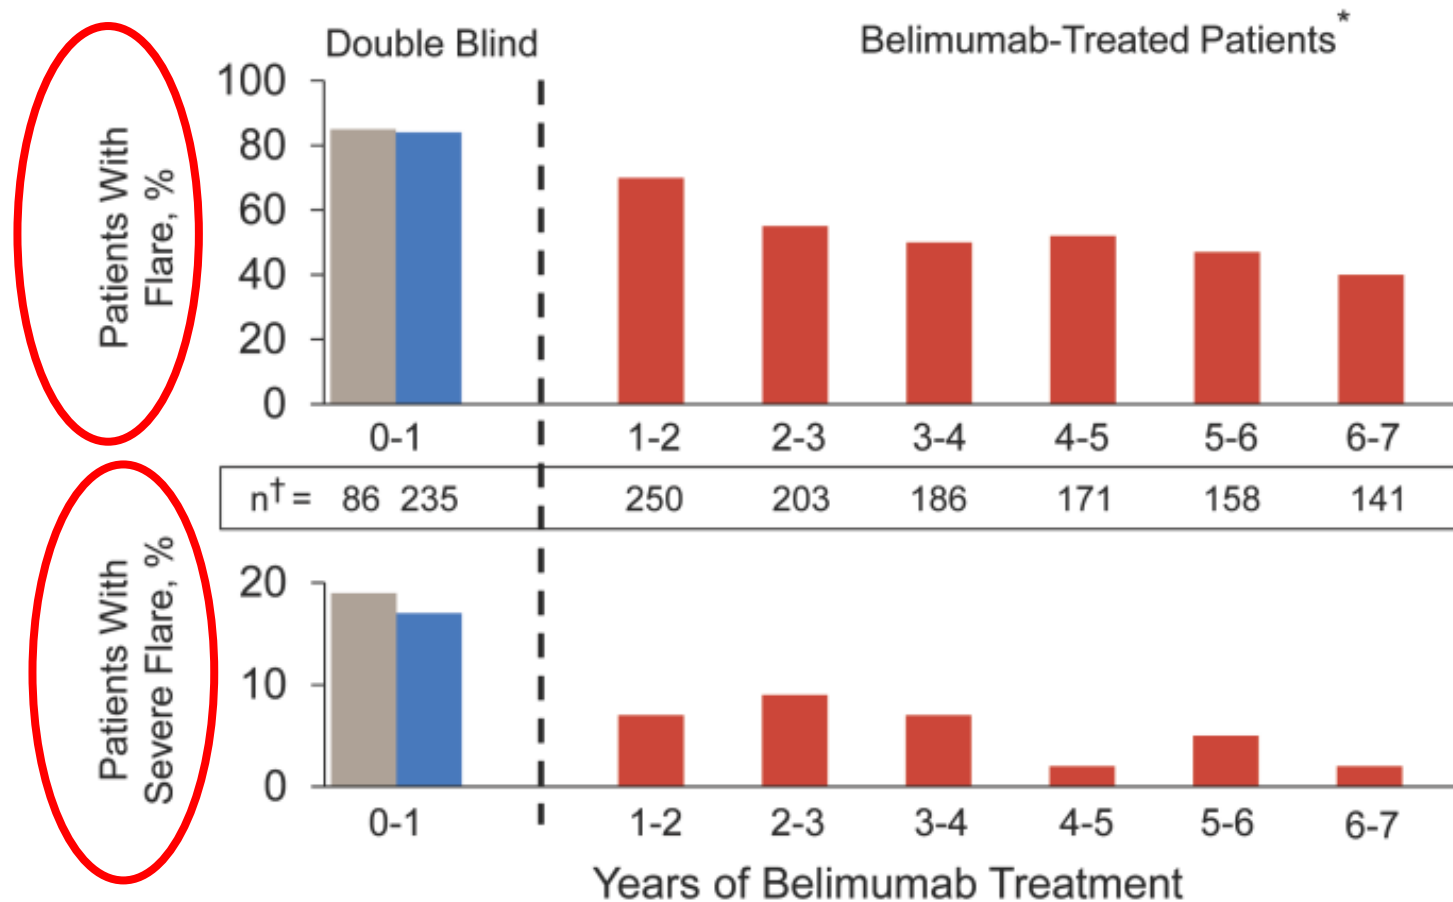 Double Blind
Belimumab-Treated Patients*
Patients With
Flare, %
100
80
60
40
20
0
0-1 1-2 2-3 3-4 4-5 5-6 6-7
n† = 86 235 250 203 186 171 158 141
Patients With
Severe Flare, %
20
10
0
0-1 1-2 2-3 3-4 4-5 5-6 6-7
Years of Belimumab Treatment